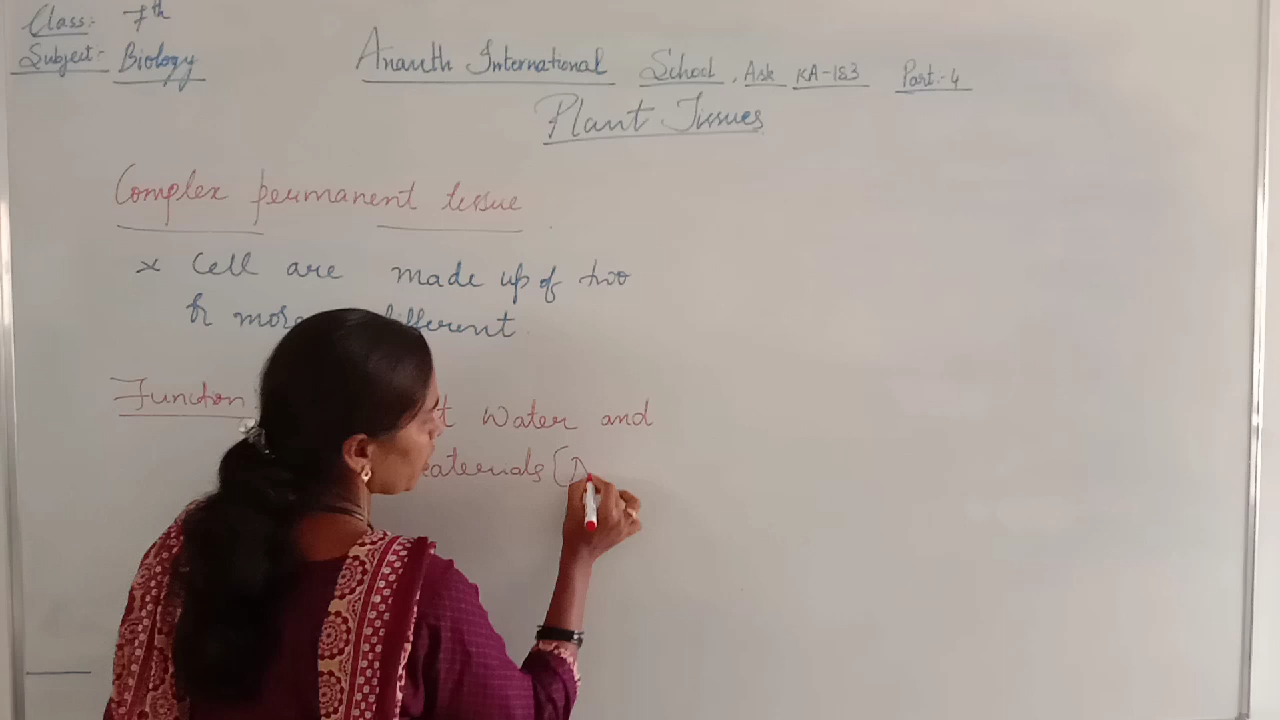 Class:- 7th
Subject:- Biology
Ananth International School, Ask KA-183 Part:-4
Plant Tissues
Complex permanent tissue
x Cell are made up of two
or more different
Function: Water and